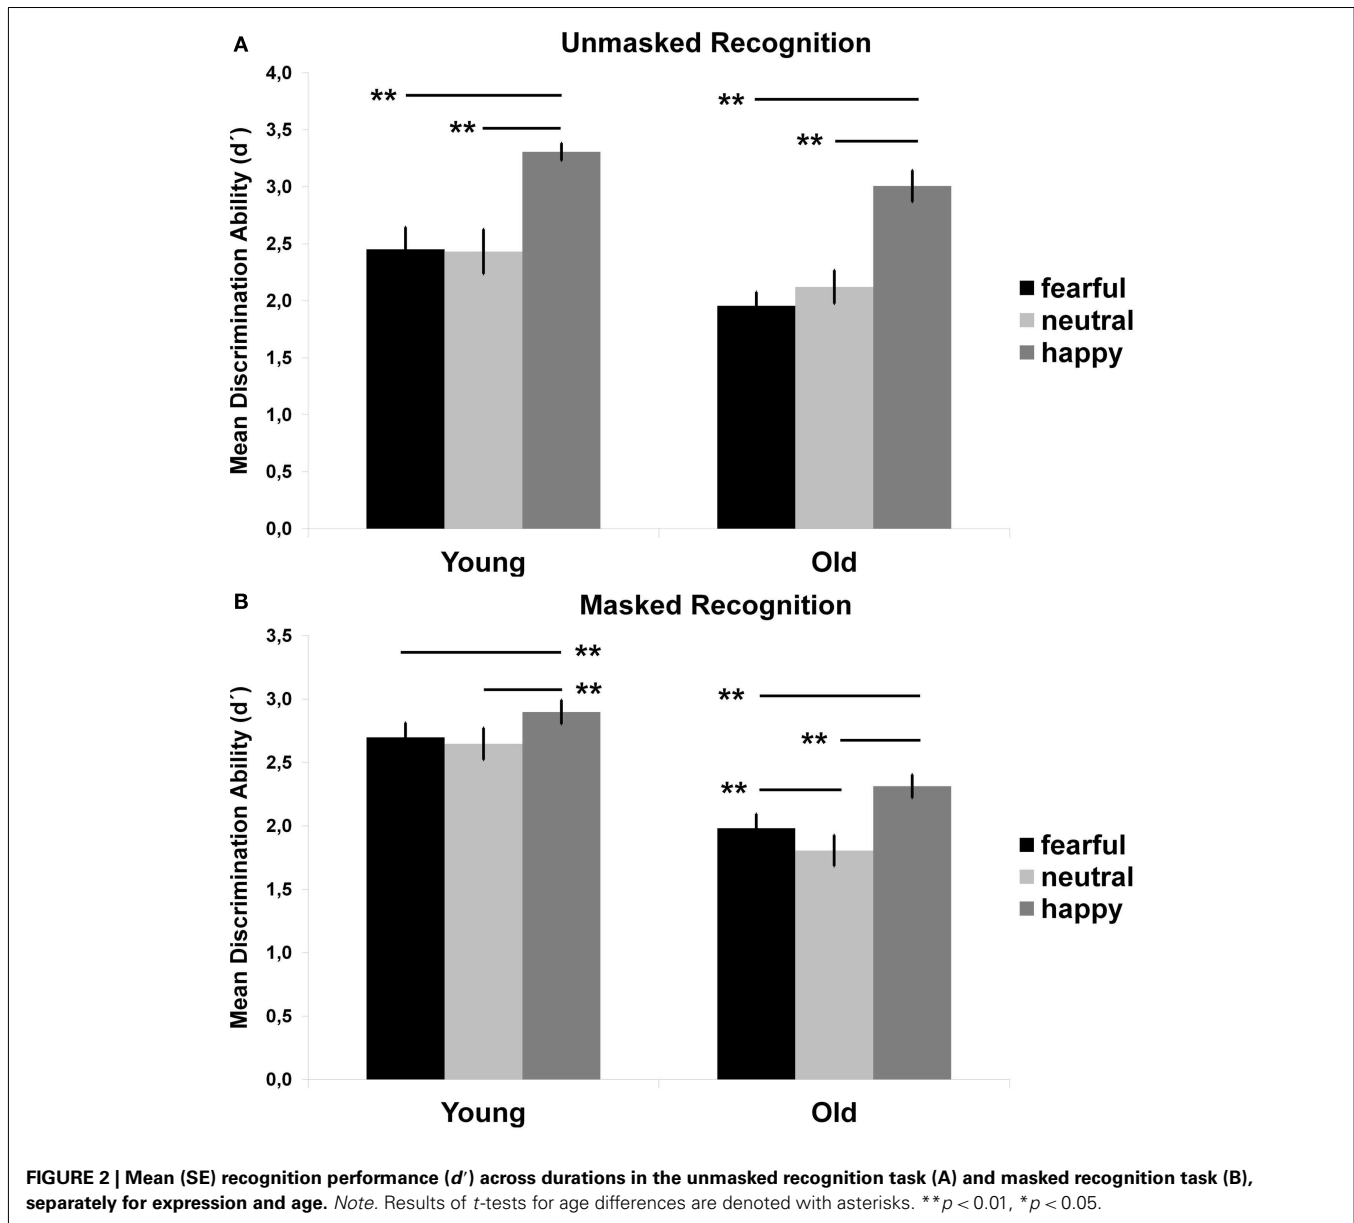 A
Unmasked Recognition
Mean Discrimination Ability (d´)
4,0
3,5
3,0
2,5
2,0
1,5
1,0
0,5
0,0
**
**
**
**
Young
Old
fearful
neutral
happy
B
Masked Recognition
Mean Discrimination Ability (d´)
3,5
3,0
2,5
2,0
1,5
1,0
0,5
0,0
**
**
**
**
**
Young
Old
fearful
neutral
happy
FIGURE 2 | Mean (SE) recognition performance (d′) across durations in the unmasked recognition task (A) and masked recognition task (B),
separately for expression and age. Note. Results of t-tests for age differences are denoted with asterisks. **p < 0.01, *p < 0.05.